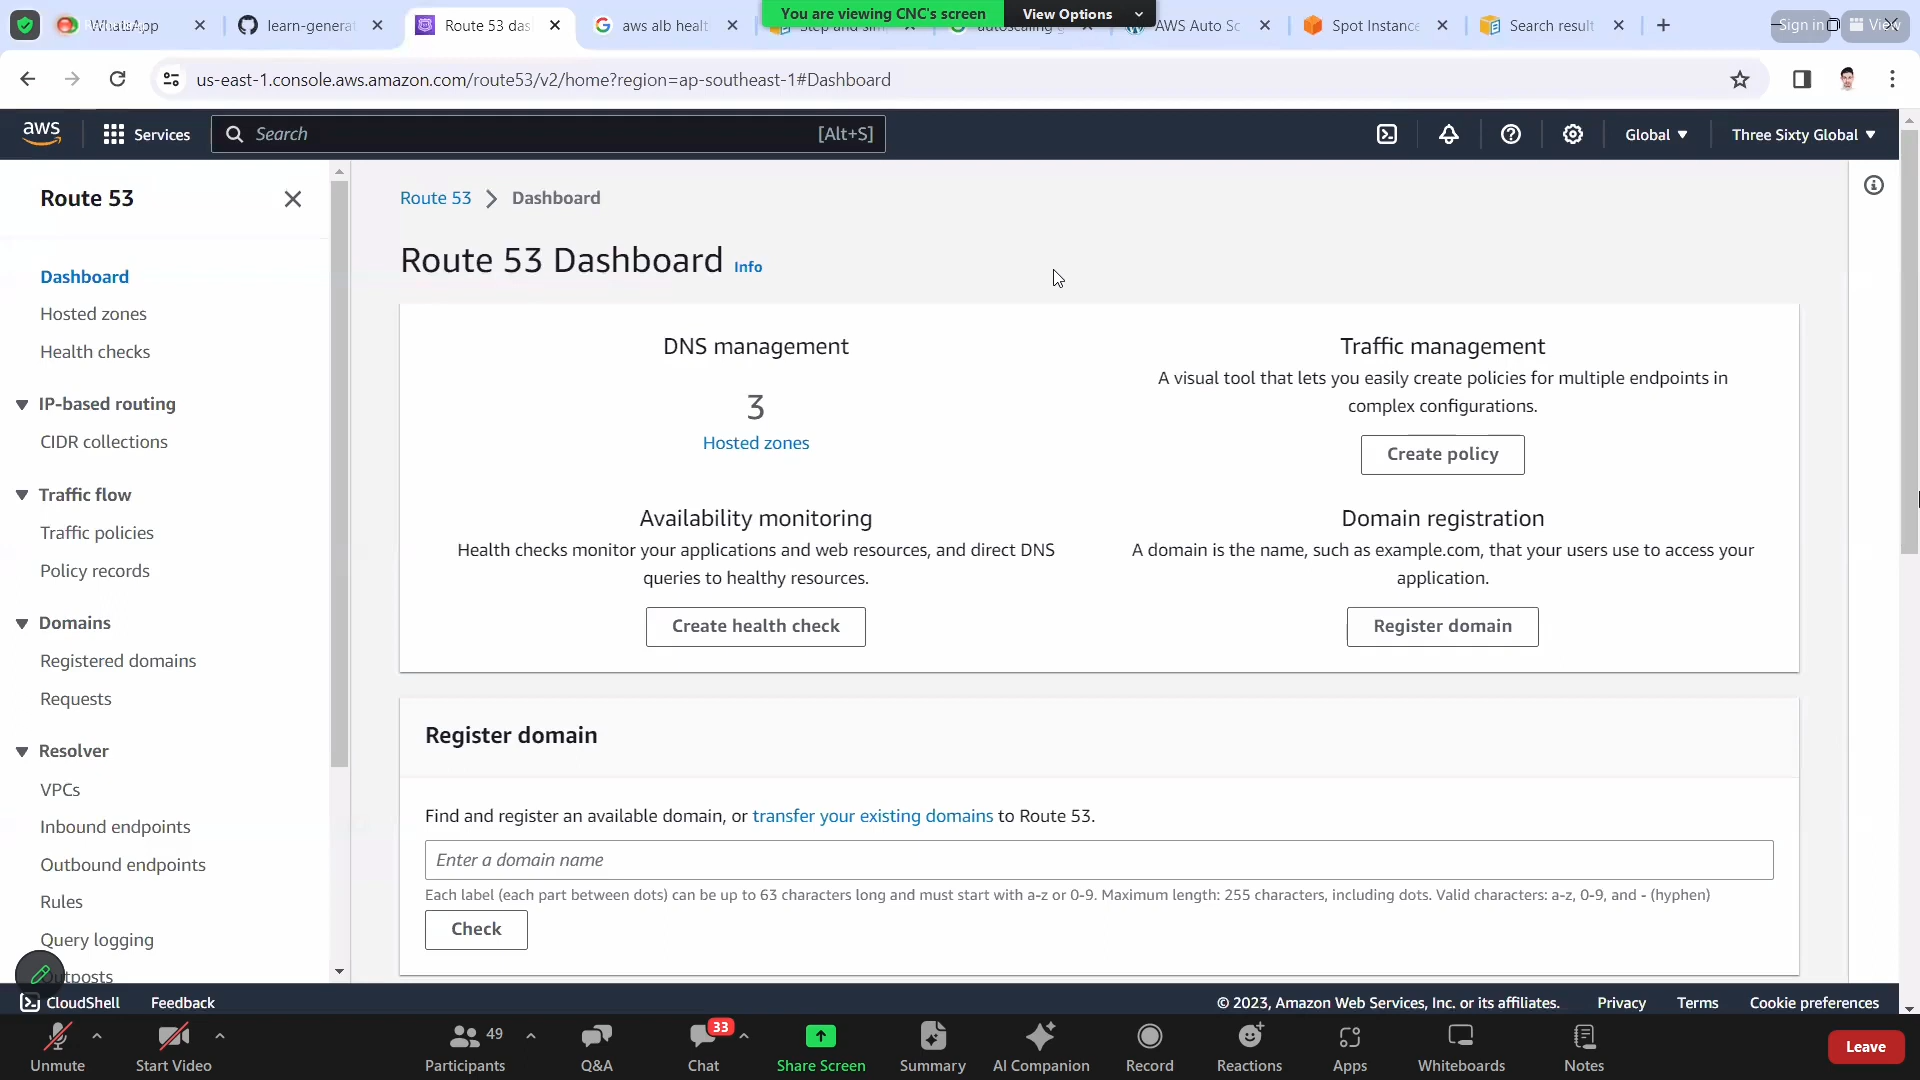 WhatsApp
learn-generat
Route 53 das
aws alb healt
You are viewing CNC's screen
View Options
AWS Auto Sc
Spot Instance
Search result
Sign in
View
us-east-1.console.aws.amazon.com/route53/v2/home?region=ap-southeast-1#Dashboard
aws
Services
Search
[Alt+S]
Global
Three Sixty Global
Route 53
Dashboard
Hosted zones
Health checks
IP-based routing
CIDR collections
Traffic flow
Traffic policies
Policy records
Domains
Registered domains
Requests
Resolver
VPCs
Inbound endpoints
Outbound endpoints
Rules
Query logging
utposts
Route 53 > Dashboard
Route 53 Dashboard Info
DNS management
3
Hosted zones
Traffic management
A visual tool that lets you easily create policies for multiple endpoints in
complex configurations.
Create policy
Availability monitoring
Health checks monitor your applications and web resources, and direct DNS
queries to healthy resources.
Create health check
Domain registration
A domain is the name, such as example.com, that your users use to access your
application.
Register domain
Register domain
Find and register an available domain, or transfer your existing domains to Route 53.
Enter a domain name
Each label (each part between dots) can be up to 63 characters long and must start with a-z or 0-9. Maximum length: 255 characters, including dots. Valid characters: a-z, 0-9, and - (hyphen)
Check
CloudShell
Feedback
© 2023, Amazon Web Services, Inc. or its affiliates.
Privacy
Terms
Cookie preferences
Unmute
Start Video
Participants
49
Q&A
Chat
33
Share Screen
Summary
AI Companion
Record
Reactions
Apps
Whiteboards
Notes
Leave